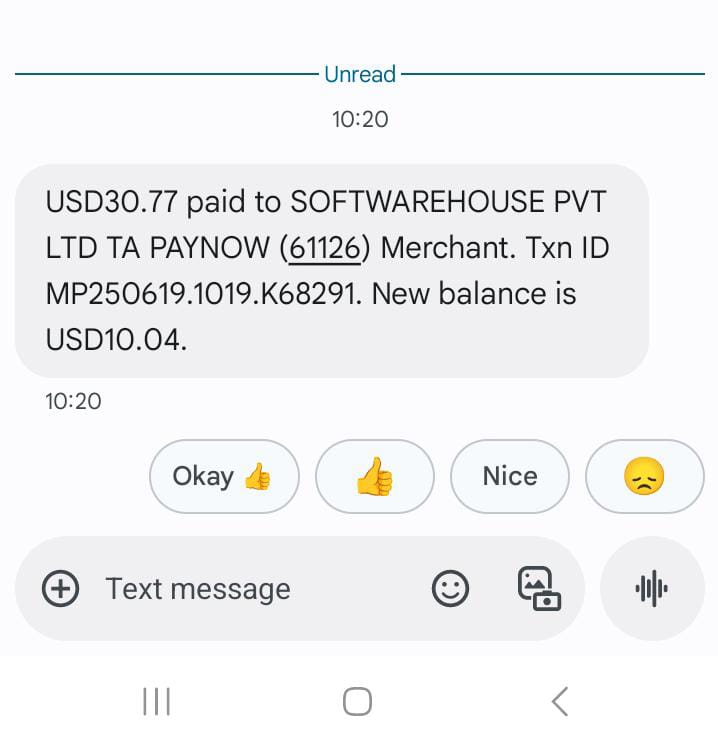 Unread
10:20
USD30.77 paid to SOFTWAREHOUSE PVT
LTD TA PAYNOW (61126) Merchant. Txn ID
MP250619.1019.K68291. New balance is
USD10.04.
10:20
Okay 👍 👍 Nice 😞
Text message